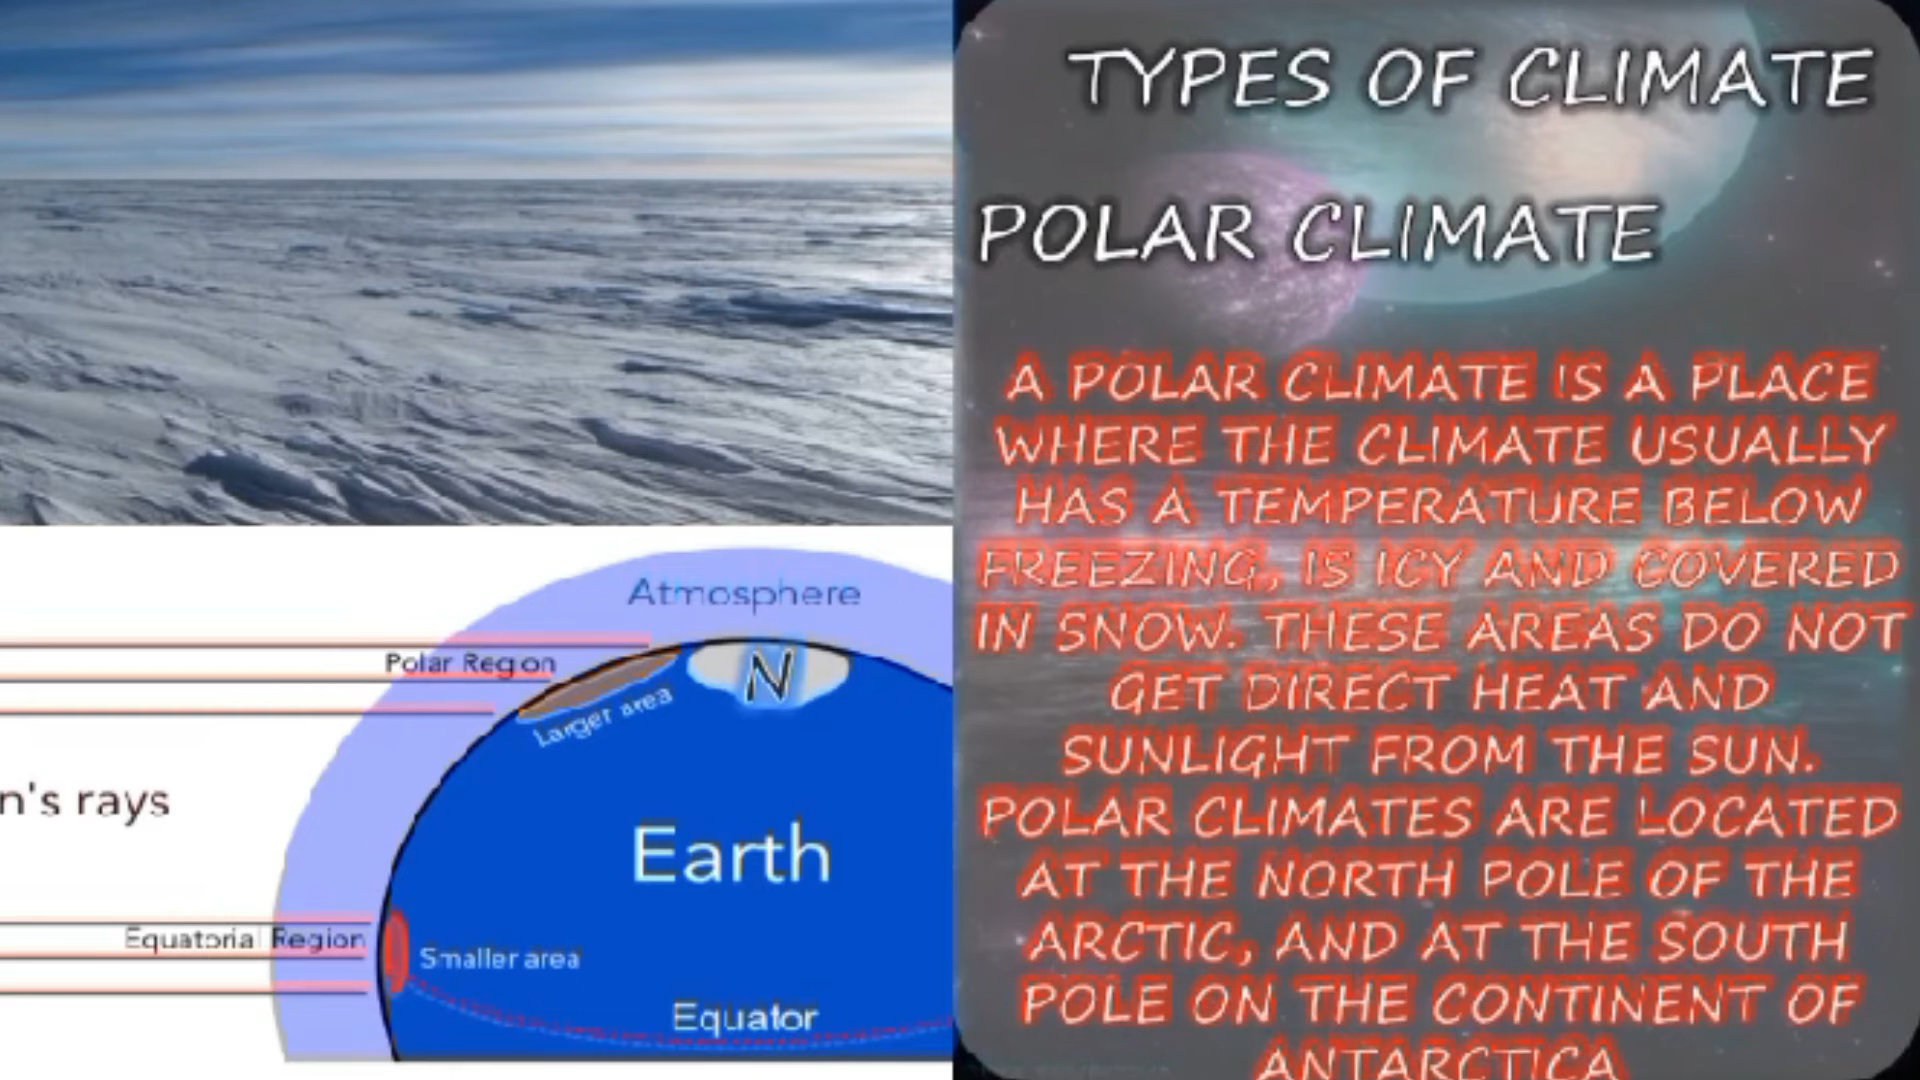 TYPES OF CLIMATE
POLAR CLIMATE
A POLAR CLIMATE IS A PLACE
WHERE THE CLIMATE USUALLY
HAS A TEMPERATURE BELOW
FREEZING, IS ICY AND COVERED
IN SNOW. THESE AREAS DO NOT
GET DIRECT HEAT AND
SUNLIGHT FROM THE SUN.
POLAR CLIMATES ARE LOCATED
AT THE NORTH POLE OF THE
ARCTIC, AND AT THE SOUTH
POLE ON THE CONTINENT OF
ANTARCTICA
Atmosphere
Polar Region
N
Larger area
n's rays
Earth
Equatorial Region
Smaller area
Equator